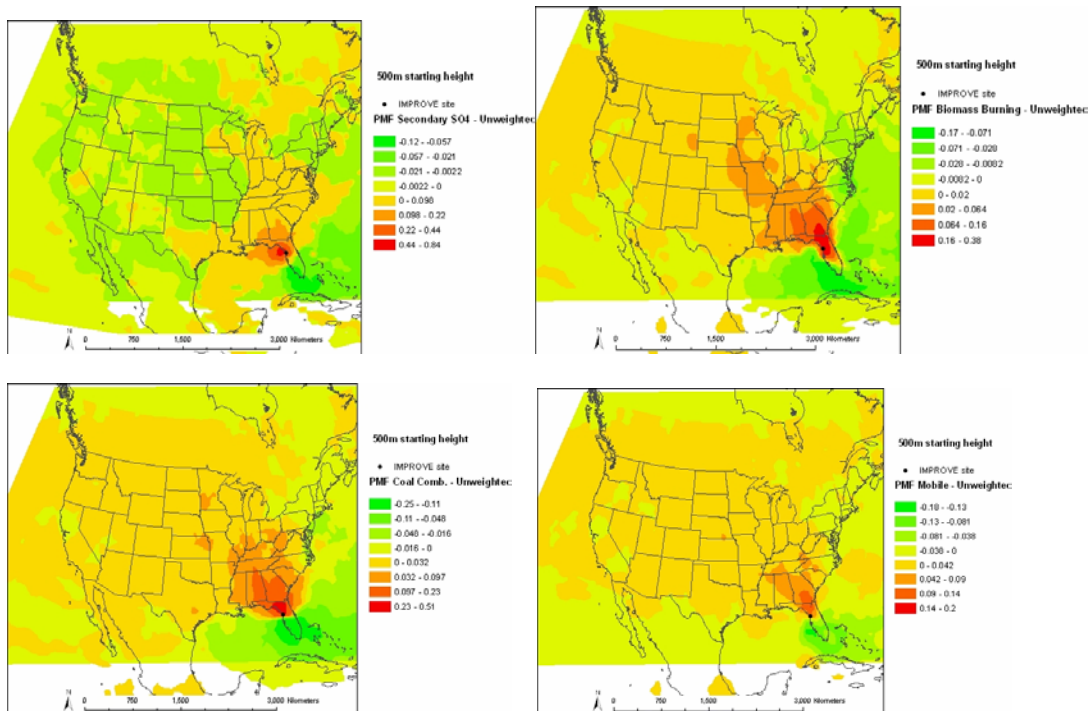 500m starting height
IMPROVE site
PMF Secondary SO4 - Unweightec
-0.12 - -0.057
-0.057 - -0.021
-0.021 - -0.0022
-0.0022 - 0
0 - 0.098
0.098 - 0.22
0.22 - 0.44
0.44 - 0.84
N
0 750 1,500 3,000 Kilometers
500m starting height
IMPROVE site
PMF Biomass Burning - Unweightec
-0.17 - -0.071
-0.071 - -0.028
-0.028 - -0.0082
-0.0082 - 0
0 - 0.02
0.02 - 0.064
0.064 - 0.16
0.16 - 0.38
N
0 750 1,500 3,000 Kilometers
500m starting height
IMPROVE site
PMF Coal Comb. - Unweightec
-0.25 - -0.11
-0.11 - -0.048
-0.048 - -0.016
-0.016 - 0
0 - 0.032
0.032 - 0.097
0.097 - 0.23
0.23 - 0.51
N
0 750 1,500 3,000 Kilometers
500m starting height
IMPROVE site
PMF Mobile - Unweightec
-0.18 - -0.13
-0.13 - -0.081
-0.081 - -0.038
-0.038 - 0
0 - 0.042
0.042 - 0.09
0.09 - 0.14
0.14 - 0.2
N
0 750 1,500 3,000 Kilometers